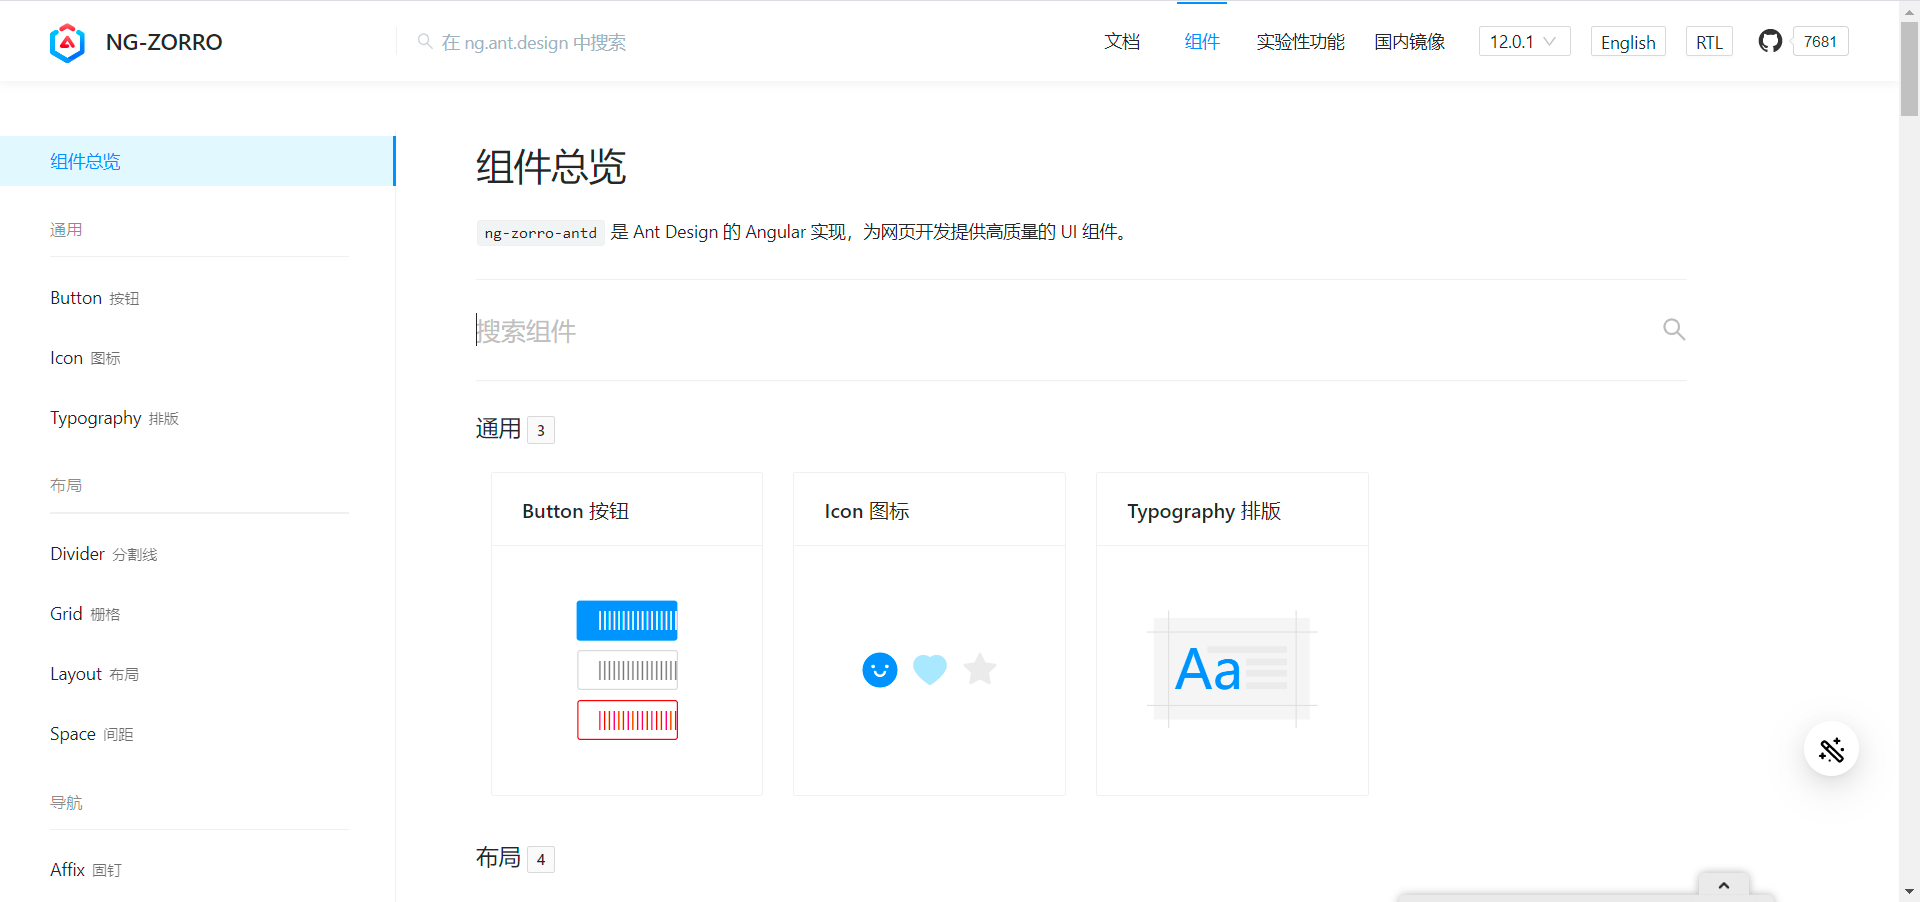 NG-ZORRO
在 ng.ant.design 中搜索
文档 组件 实验性功能 国内镜像 12.0.1 English RTL 7681
组件总览
通用
Button 按钮
Icon 图标
Typography 排版
布局
Divider 分割线
Grid 栅格
Layout 布局
Space 间距
导航
Affix 固钉
组件总览
ng-zorro-antd 是 Ant Design 的 Angular 实现，为网页开发提供高质量的 UI 组件。
搜索组件
通用 3
Button 按钮
Icon 图标
Typography 排版
Aa
布局 4